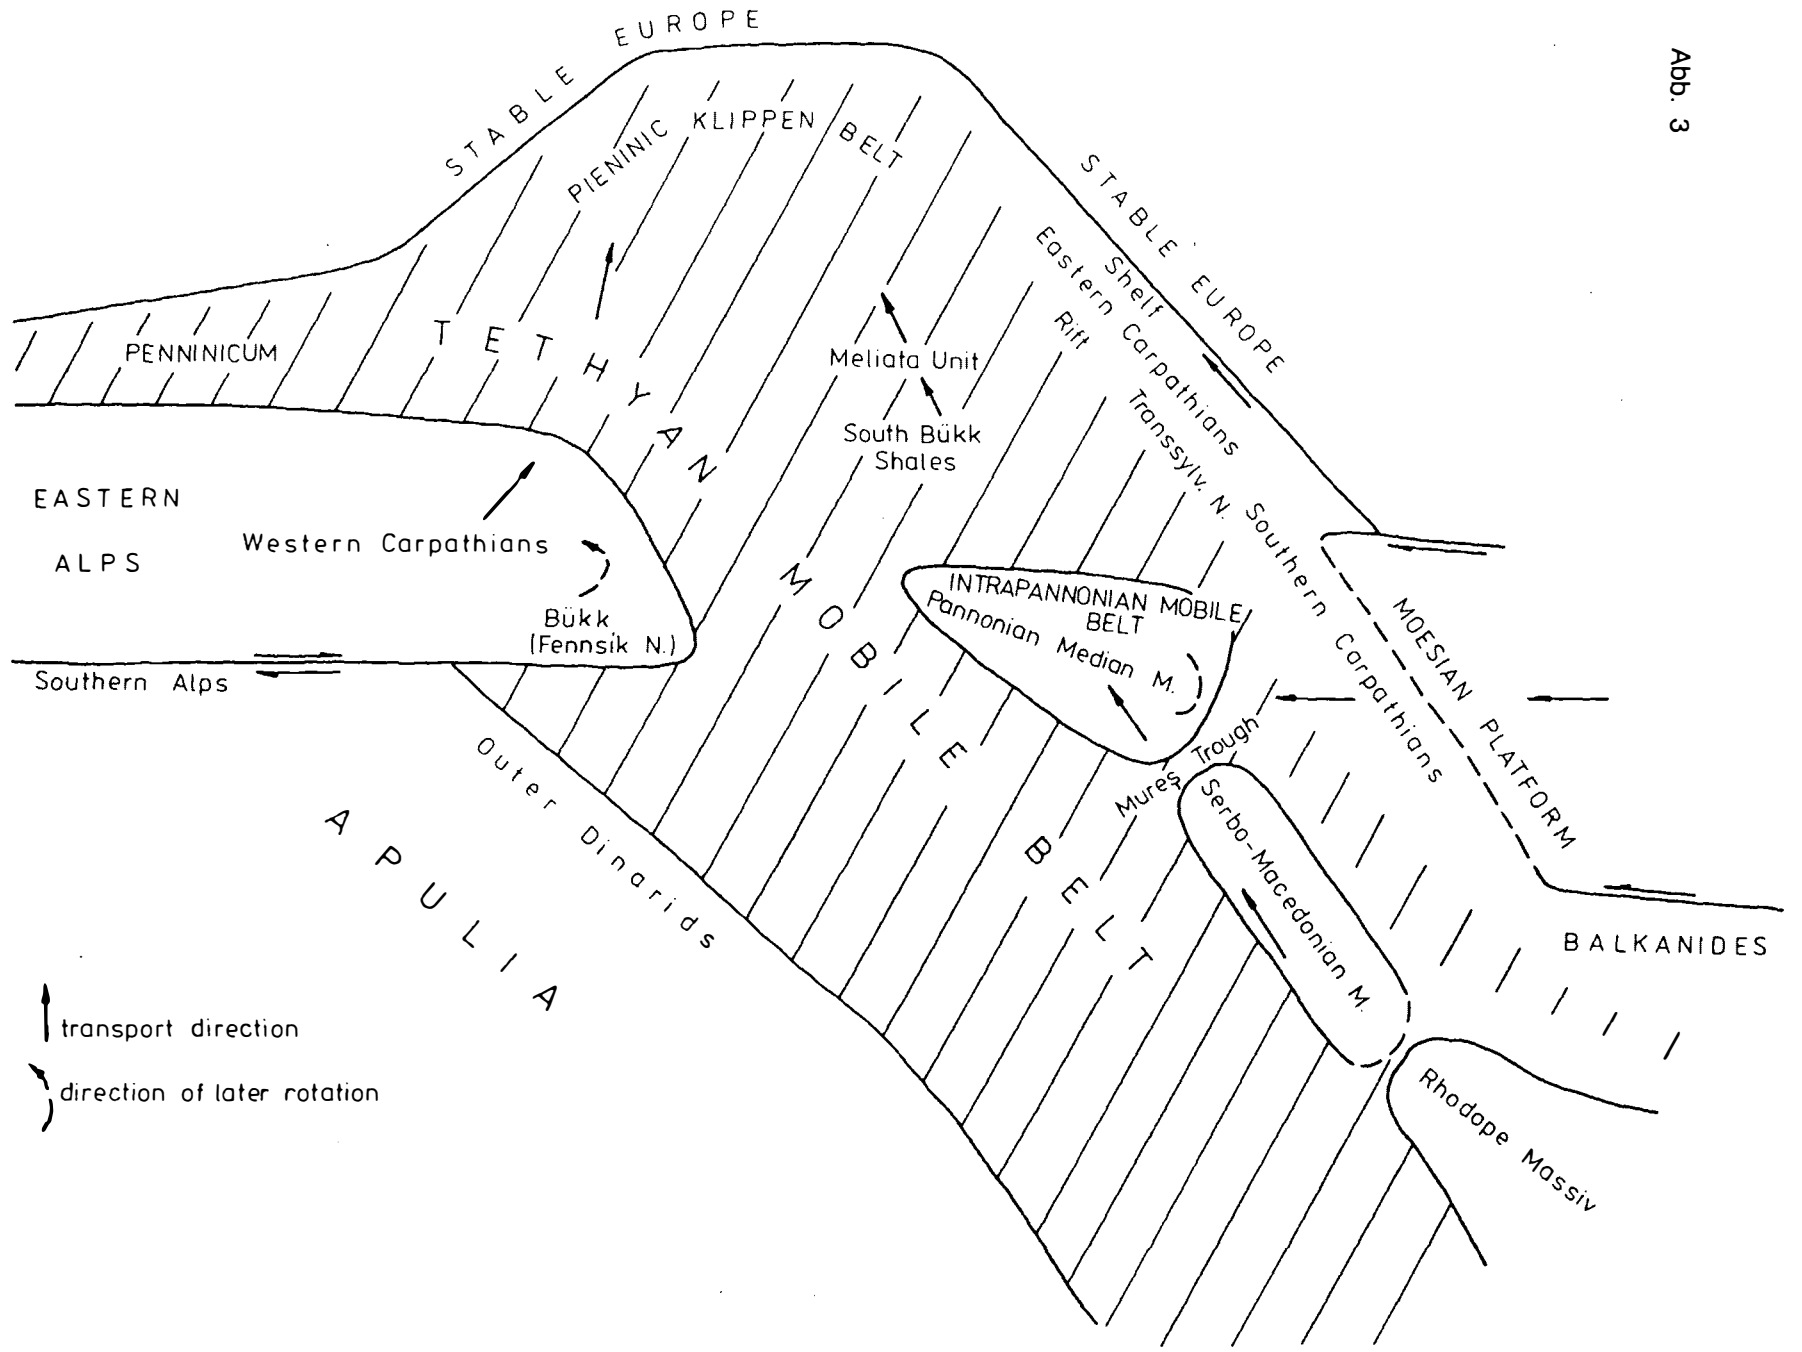 Abb. 3
STABLE EUROPE
PIENINIC KLIPPEN BELT
STABLE EUROPE
Shelf
Eastern Carpathians
Rift
PENNINICUM
TETHYAN MOBILE BELT
Meliata Unit
South Bükk
Shales
Transsylv. N.
Southern Carpathians
EASTERN
ALPS
Western Carpathians
Bükk
(Fennsík N.)
INTRAPANNONIAN MOBILE
BELT
Pannonian Median M.
MOESIAN PLATFORM
Southern Alps
Outer Dinarids
Mureş Trough
Serbo-Macedonian M.
APULIA
BALKANIDES
Rhodope Massiv
transport direction
direction of later rotation